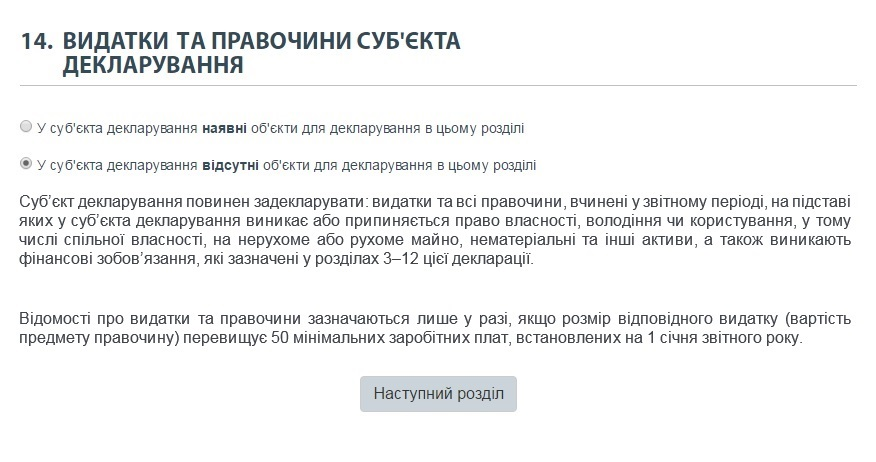 14. ВИДАТКИ ТА ПРАВОЧИНИ СУБ'ЄКТА
ДЕКЛАРУВАННЯ
У суб'єкта декларування наявні об'єкти для декларування в цьому розділі
У суб'єкта декларування відсутні об'єкти для декларування в цьому розділі
Суб’єкт декларування повинен задекларувати: видатки та всі правочини, вчинені у звітному періоді, на підставі
яких у суб’єкта декларування виникає або припиняється право власності, володіння чи користування, у тому
числі спільної власності, на нерухоме або рухоме майно, нематеріальні та інші активи, а також виникають
фінансові зобов’язання, які зазначені у розділах 3–12 цієї декларації.
Відомості про видатки та правочини зазначаються лише у разі, якщо розмір відповідного видатку (вартість
предмету правочину) перевищує 50 мінімальних заробітних плат, встановлених на 1 січня звітного року.
Наступний розділ